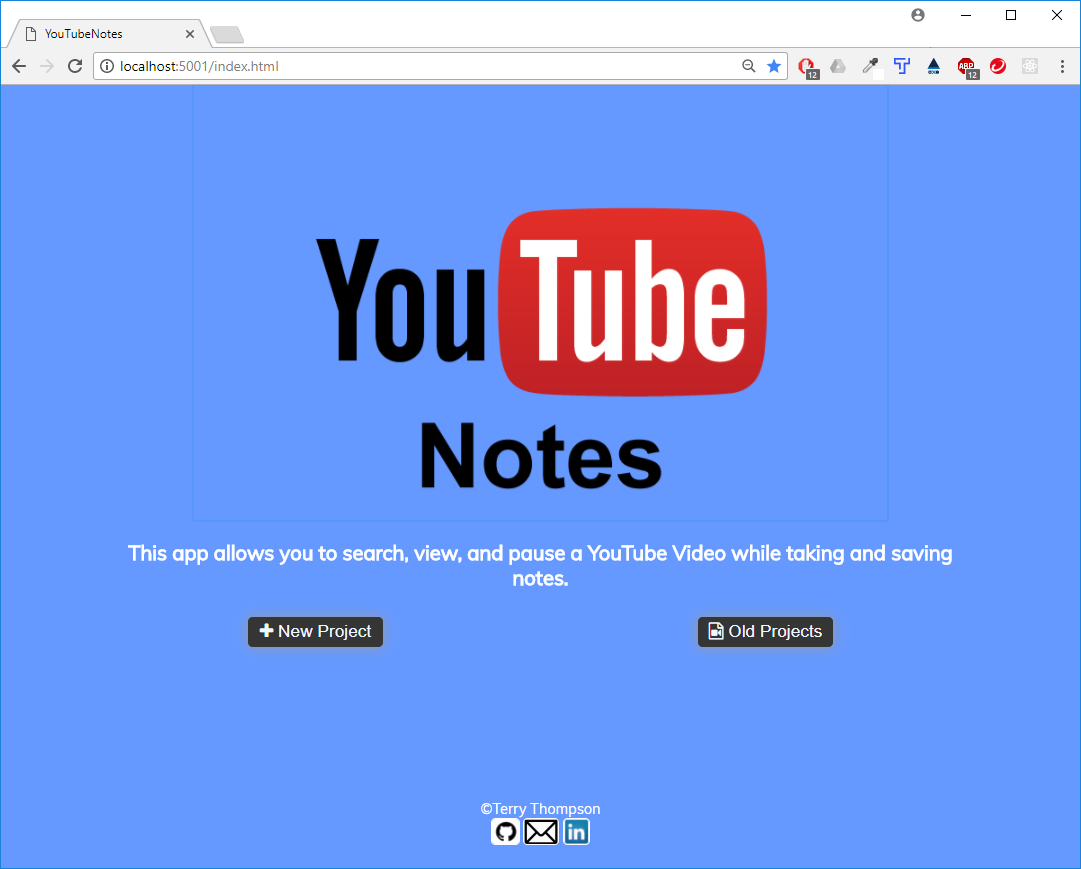 YouTubeNotes
localhost:5001/index.html
12
T
ABP
12
YouTube
Notes
This app allows you to search, view, and pause a YouTube Video while taking and saving
notes.
New Project
Old Projects
©Terry Thompson
in